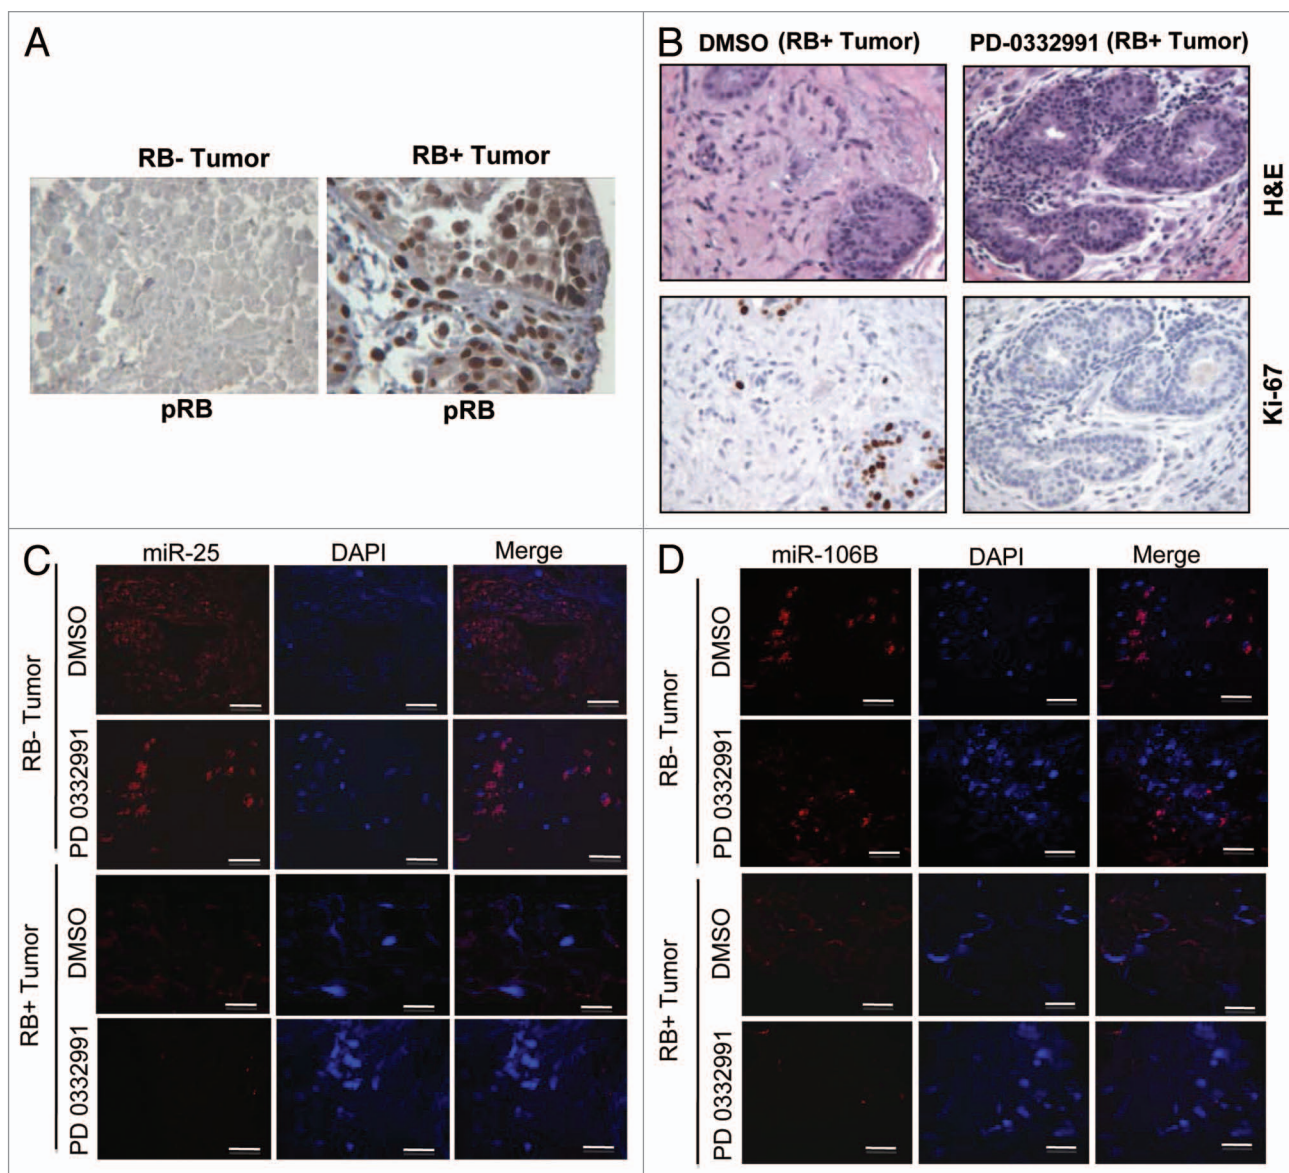 A
RB- Tumor
RB+ Tumor
pRB
pRB
B
DMSO (RB+ Tumor)
PD-0332991 (RB+ Tumor)
H&E
Ki-67
C
miR-25
DAPI
Merge
RB- Tumor
DMSO
PD 0332991
RB+ Tumor
DMSO
PD 0332991
D
miR-106B
DAPI
Merge
RB- Tumor
DMSO
PD 0332991
RB+ Tumor
DMSO
PD 0332991